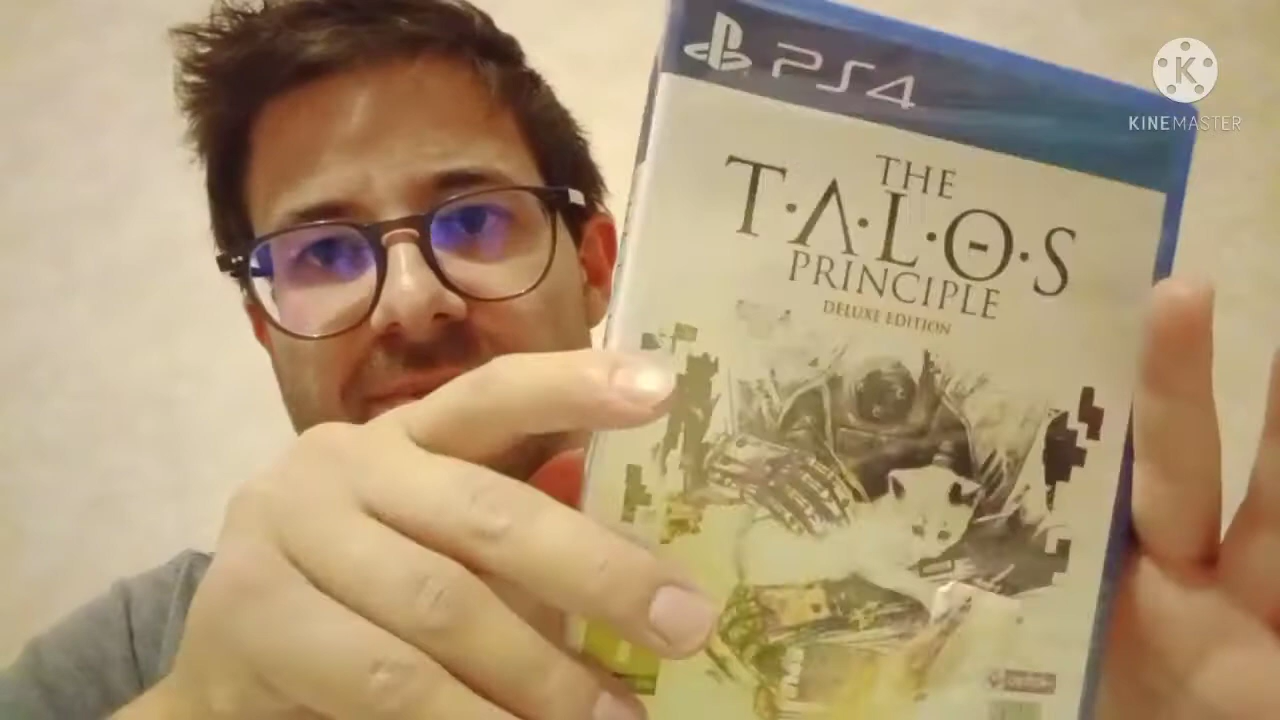 PS4
KINEMASTER
THE
T·Λ·L·Θ·S
PRINCIPLE
DELUXE EDITION